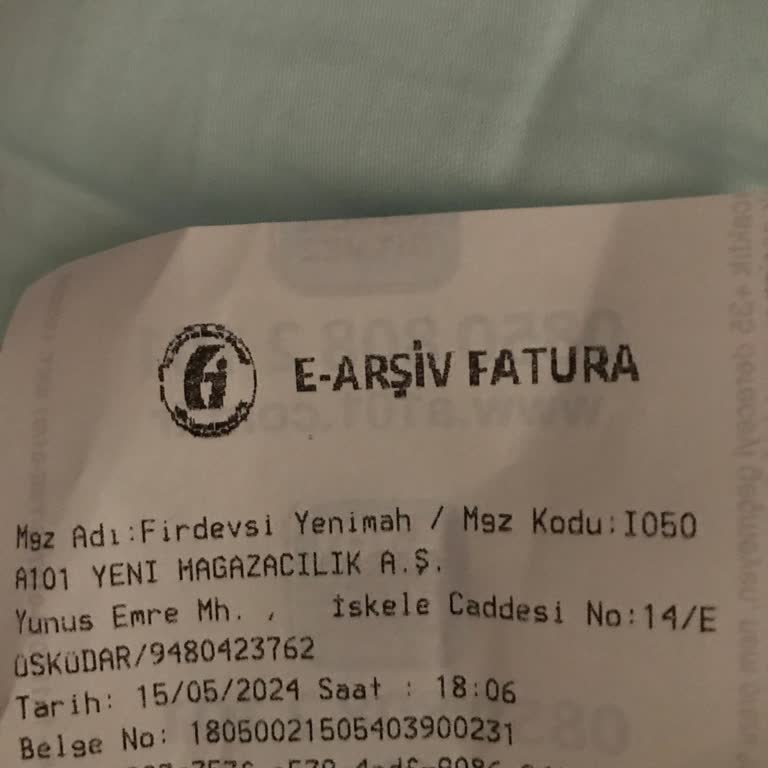 E-ARŞİV FATURA
Mgz Adı:Firdevsi Yenimah / Mgz Kodu:I050
A101 YENI MAGAZACILIK A.Ş.
Yunus Emre Mh. , İskele Caddesi No:14/E
ÜSKÜDAR/9480423762
Tarih: 15/05/2024 Saat : 18:06
Belge No: 18050021505403900231